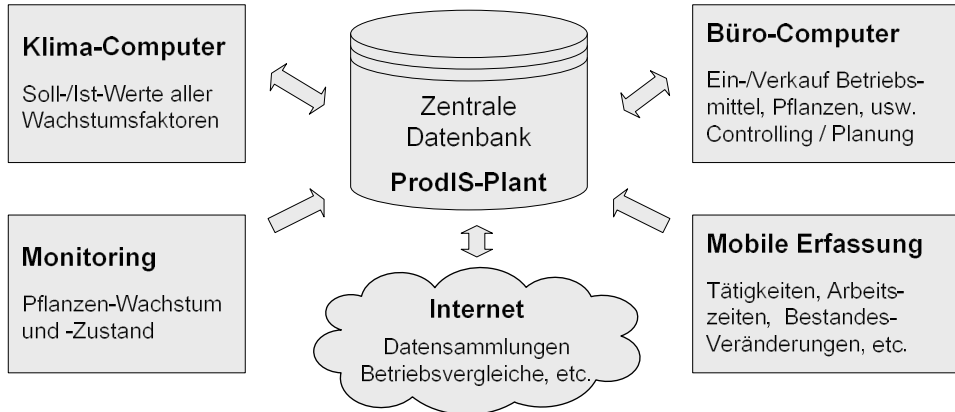 Klima-Computer
Soll-/Ist-Werte aller
Wachstumsfaktoren
Zentrale
Datenbank
ProdIS-Plant
Büro-Computer
Ein-/Verkauf Betriebs-
mittel, Pflanzen, usw.
Controlling / Planung
Monitoring
Pflanzen-Wachstum
und -Zustand
Internet
Datensammlungen
Betriebsvergleiche, etc.
Mobile Erfassung
Tätigkeiten, Arbeits-
zeiten, Bestandes-
Veränderungen, etc.